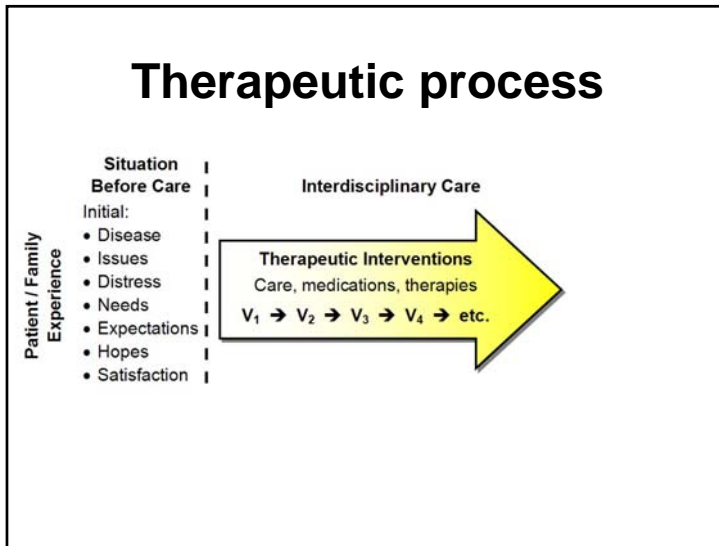 Therapeutic process
Situation
Before Care
Interdisciplinary Care
Patient / Family
Experience
Initial:
• Disease
• Issues
• Distress
• Needs
• Expectations
• Hopes
• Satisfaction
Therapeutic Interventions
Care, medications, therapies
V₁ ➔ V₂ ➔ V₃ ➔ V₄ ➔ etc.